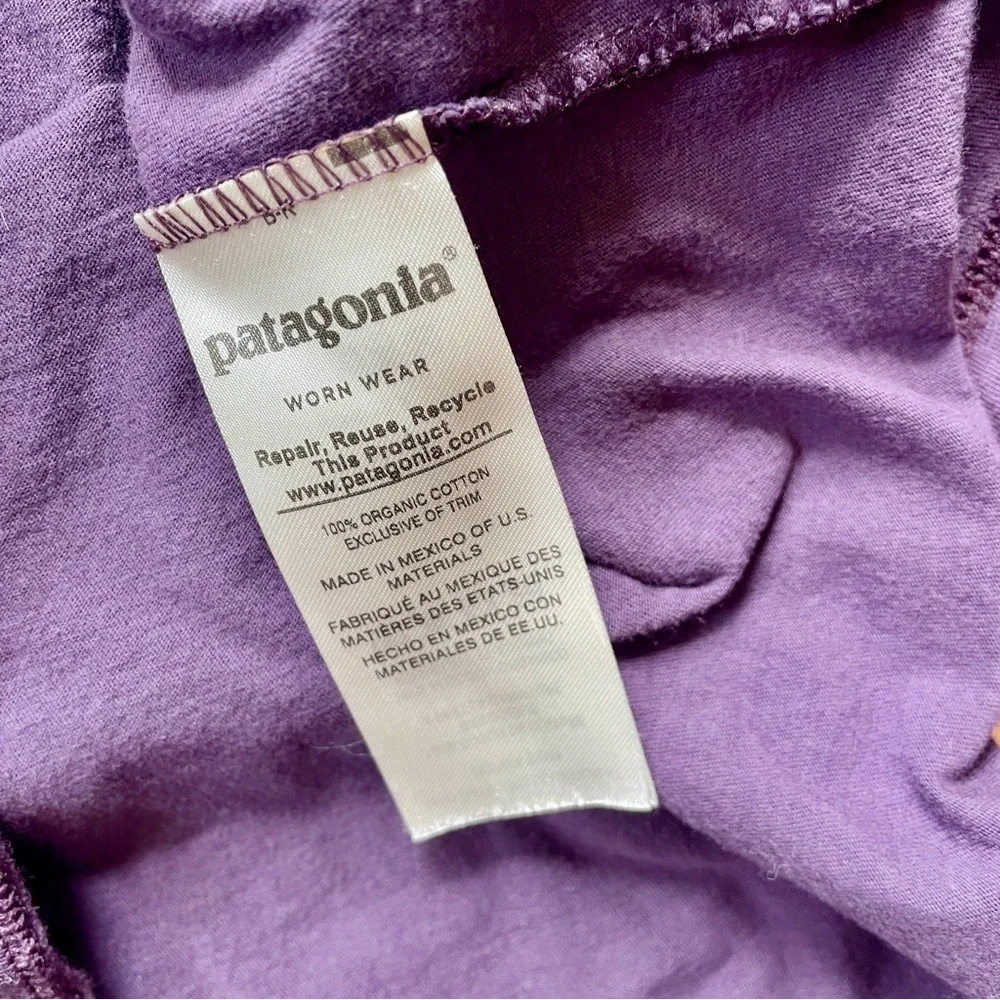 patagonia®
WORN WEAR
Repair, Reuse, Recycle
This Product
www.patagonia.com
100% ORGANIC COTTON
EXCLUSIVE OF TRIM
MADE IN MEXICO OF U.S.
MATERIALS
FABRIQUÉ AU MEXIQUE DES
MATIÈRES DES ETATS-UNIS
HECHO EN MEXICO CON
MATERIALES DE EE.UU.